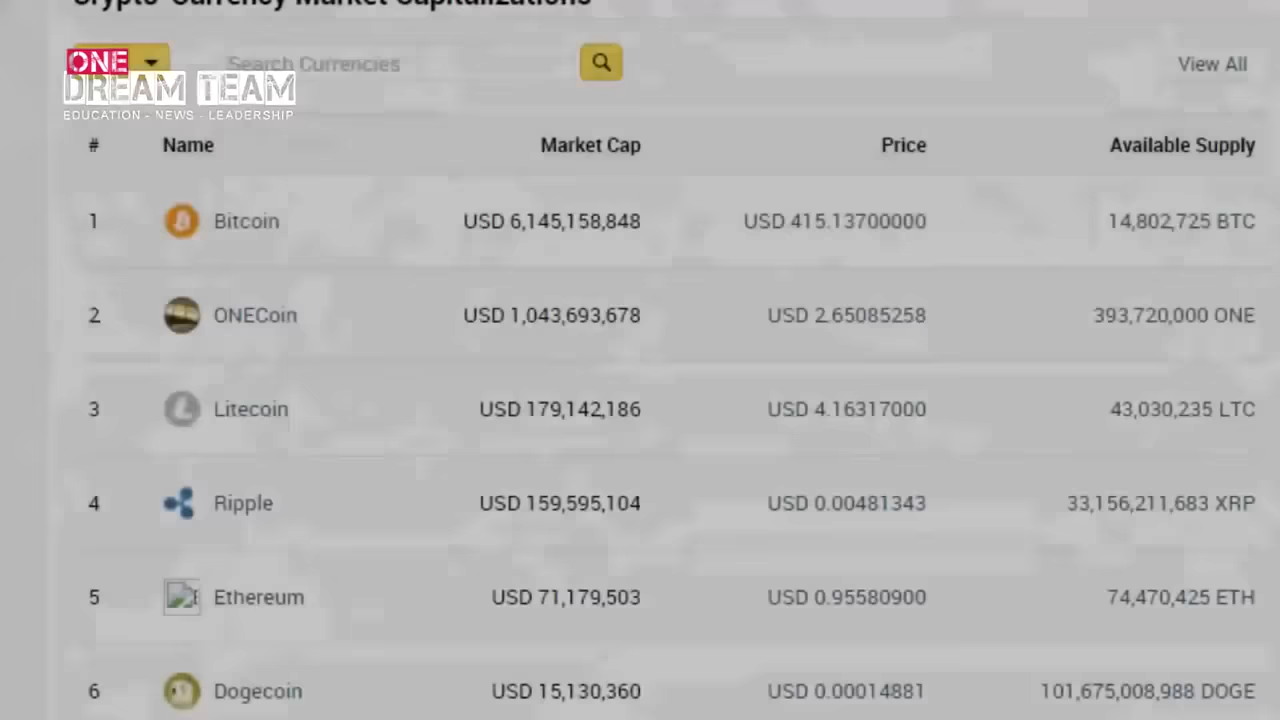 Crypto-Currency Market Capitalizations
ONE
DREAM TEAM
EDUCATION - NEWS - LEADERSHIP
Search Currencies
View All
# Name Market Cap Price Available Supply
1 Bitcoin USD 6,145,158,848 USD 415.13700000 14,802,725 BTC
2 ONECoin USD 1,043,693,678 USD 2.65085258 393,720,000 ONE
3 Litecoin USD 179,142,186 USD 4.16317000 43,030,235 LTC
4 Ripple USD 159,595,104 USD 0.00481343 33,156,211,683 XRP
5 Ethereum USD 71,179,503 USD 0.95580900 74,470,425 ETH
6 Dogecoin USD 15,130,360 USD 0.00014881 101,675,008,988 DOGE